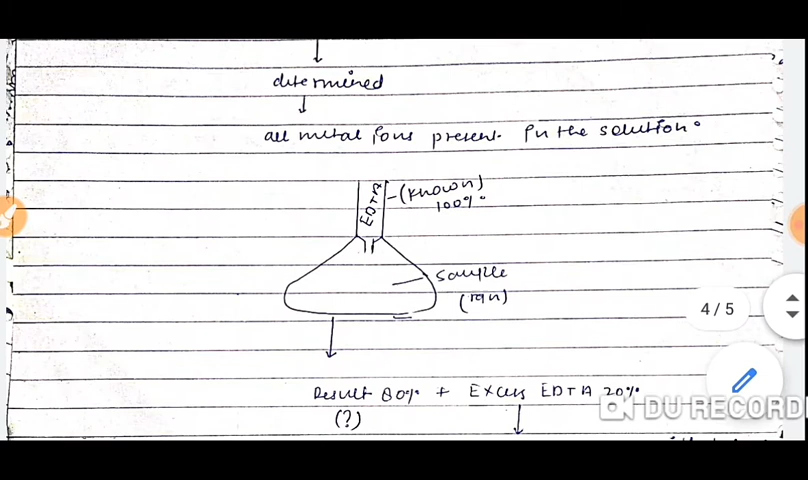 determined
all metal ions present in the solution.
EDTA
(Known)
100%
Sample
4/5
Result 80% + Excess EDTA 20%
DU RECORD
(?)